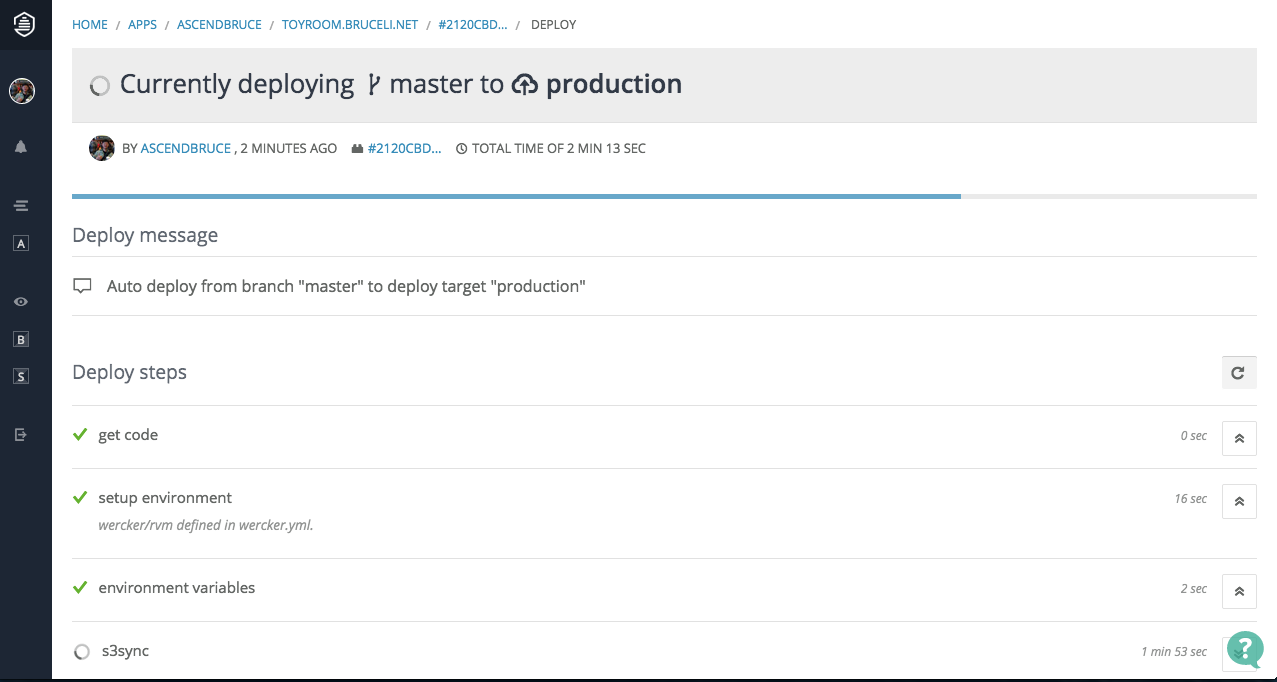 HOME / APPS / ASCENDBRUCE / TOYROOM.BRUCELI.NET / #2120CBD... / DEPLOY
Currently deploying master to production
BY ASCENDBRUCE , 2 MINUTES AGO #2120CBD... TOTAL TIME OF 2 MIN 13 SEC
A
Deploy message
Auto deploy from branch "master" to deploy target "production"
B
S
Deploy steps
get code 0 sec
setup environment 16 sec
wercker/rvm defined in wercker.yml.
environment variables 2 sec
s3sync 1 min 53 sec
?